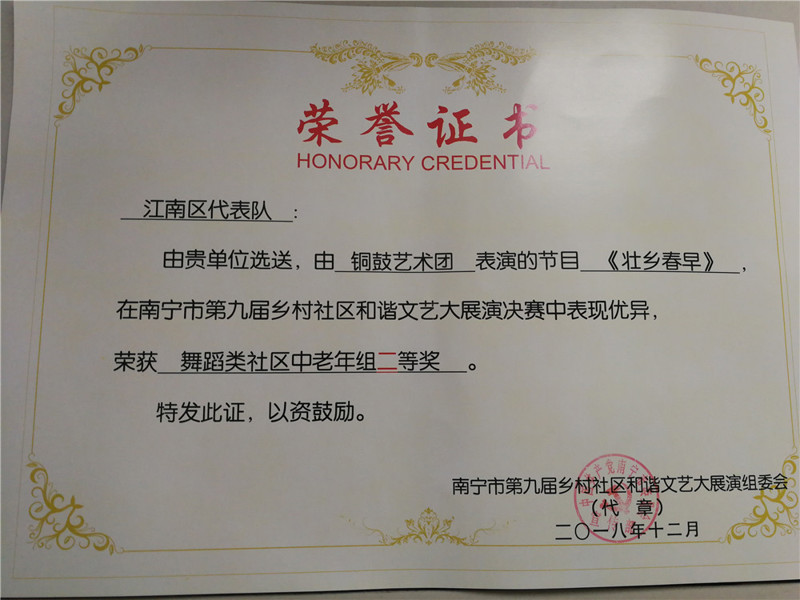 荣誉证书
HONORARY CREDENTIAL
江南区代表队：
由贵单位选送，由 铜鼓艺术团 表演的节目 《壮乡春早》，
在南宁市第九届乡村社区和谐文艺大展演决赛中表现优异，
荣获 舞蹈类社区中老年组二等奖 。
特发此证，以资鼓励。
南宁市第九届乡村社区和谐文艺大展演组委会
（代 章）
二〇一八年十二月